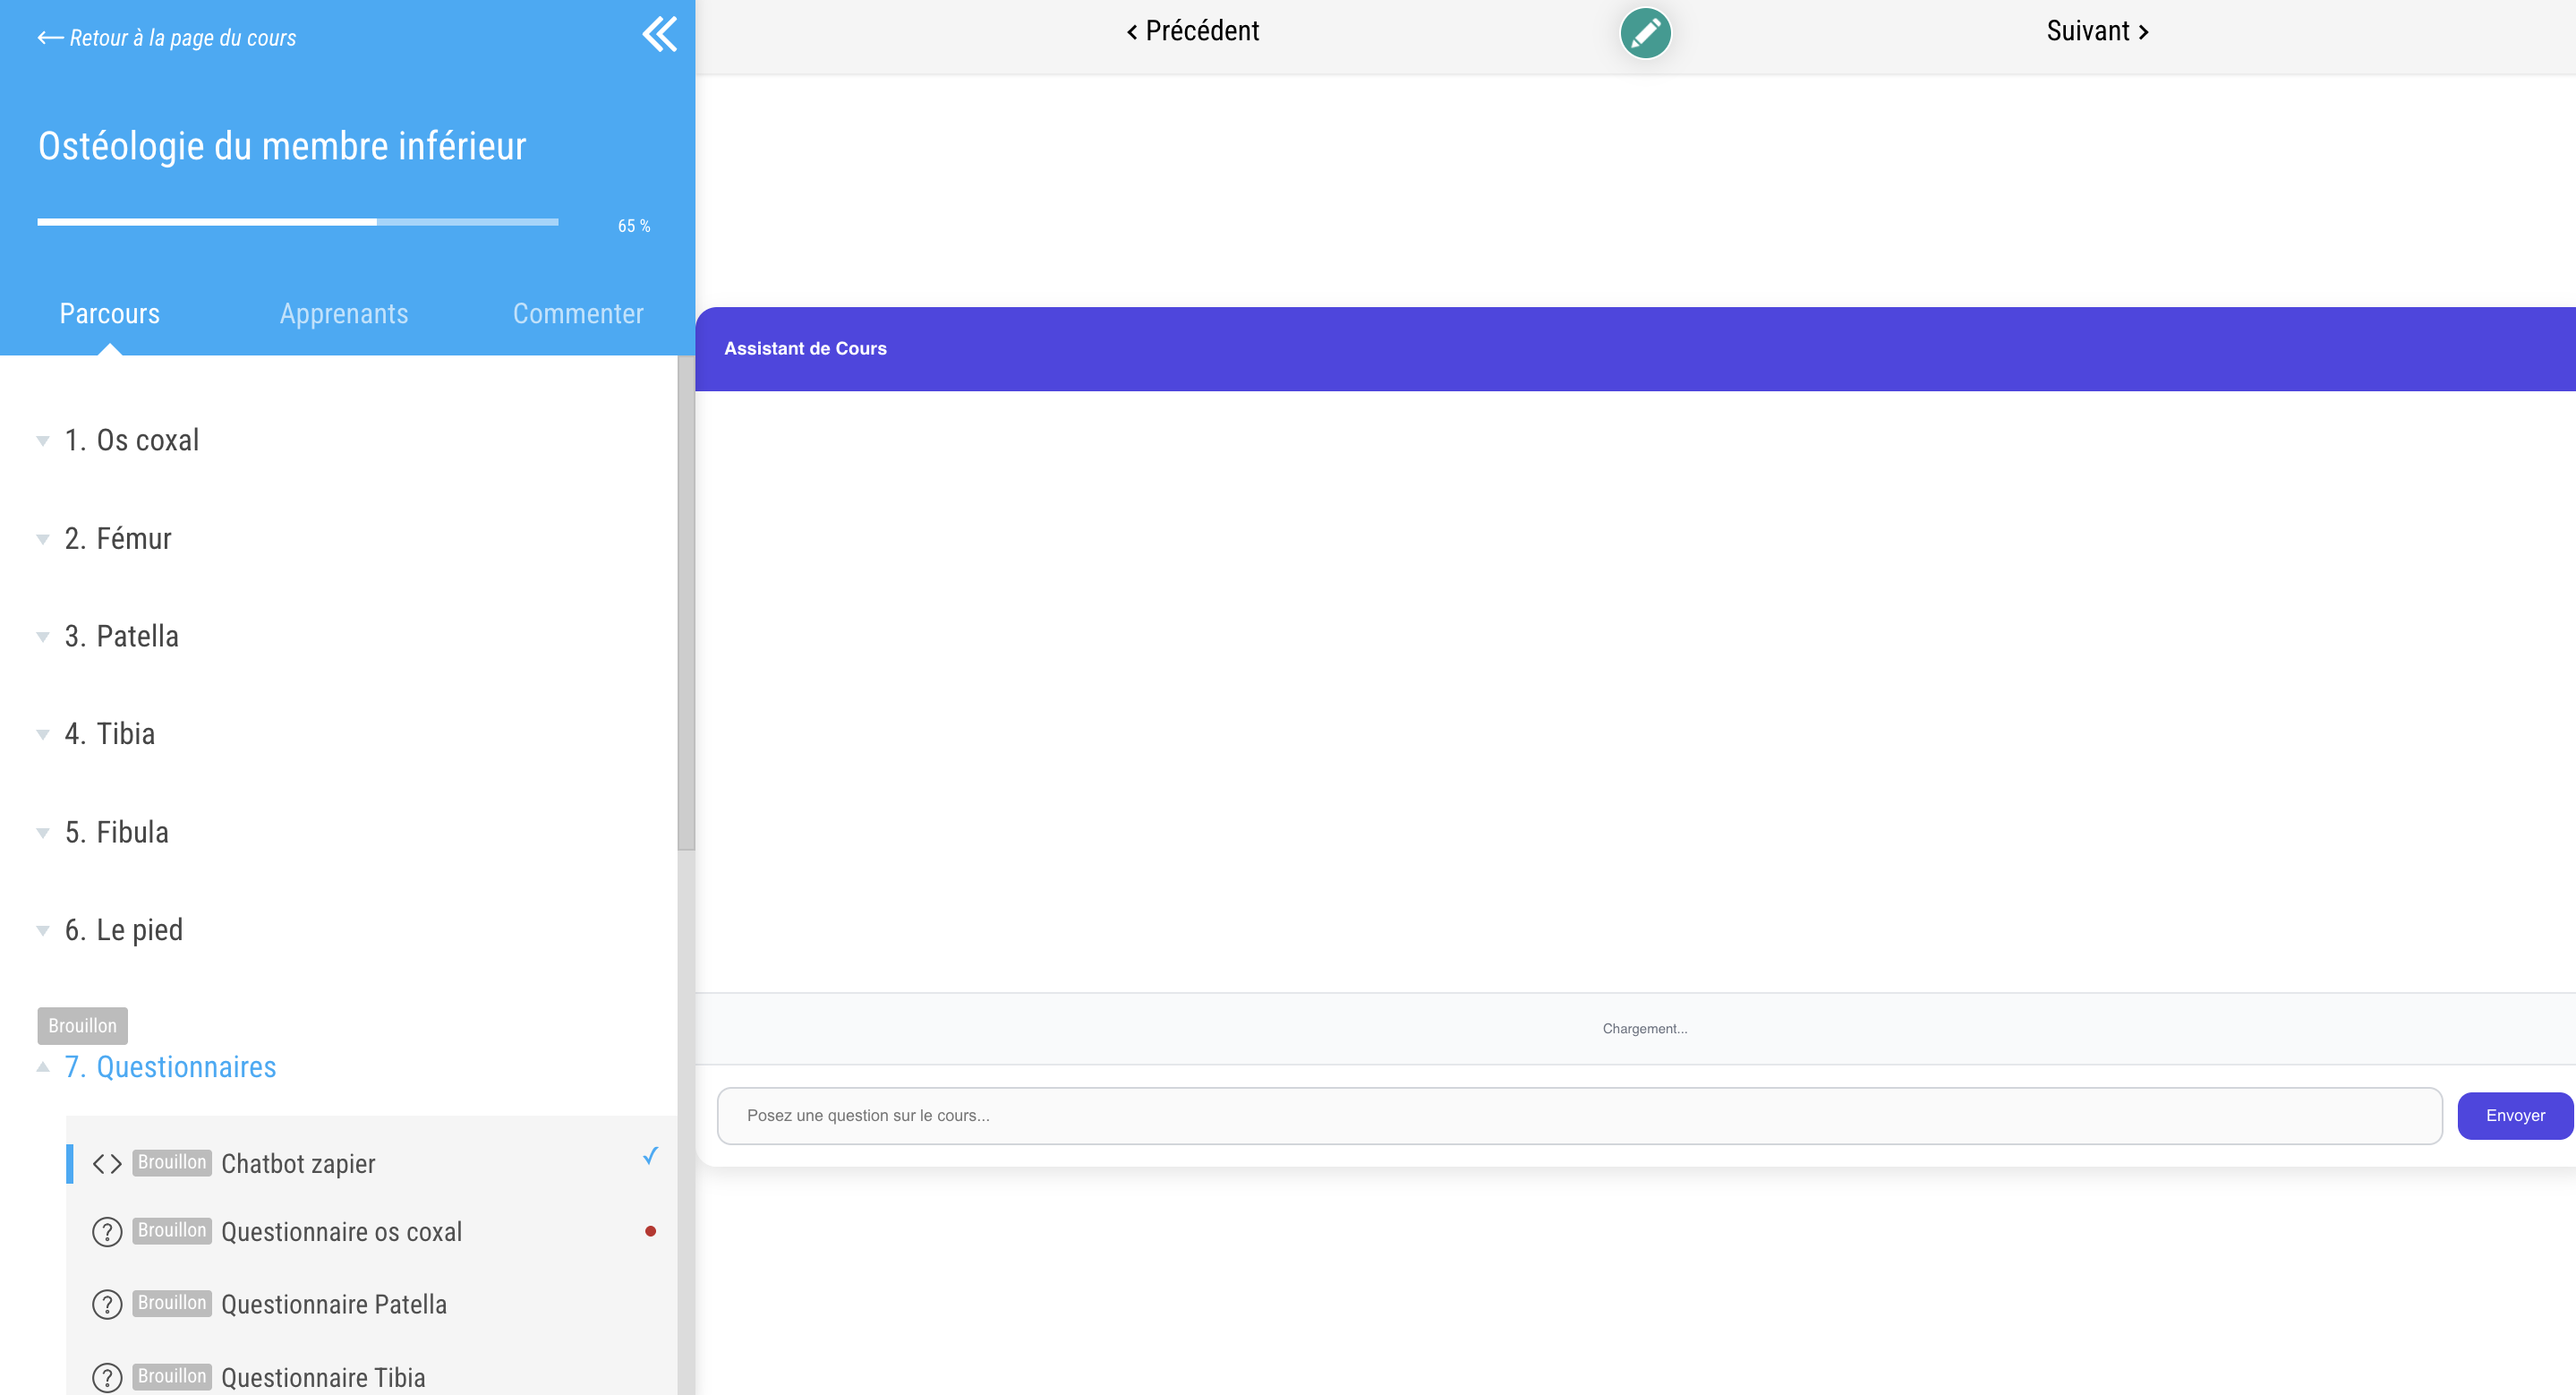 ← Retour à la page du cours
Ostéologie du membre inférieur
65 %
Parcours
Apprenants
Commenter
1. Os coxal
2. Fémur
3. Patella
4. Tibia
5. Fibula
6. Le pied
Brouillon
7. Questionnaires
<> Brouillon Chatbot zapier
? Brouillon Questionnaire os coxal
? Brouillon Questionnaire Patella
? Brouillon Questionnaire Tibia
‹ Précédent
Suivant ›
Assistant de Cours
Chargement...
Posez une question sur le cours...
Envoyer